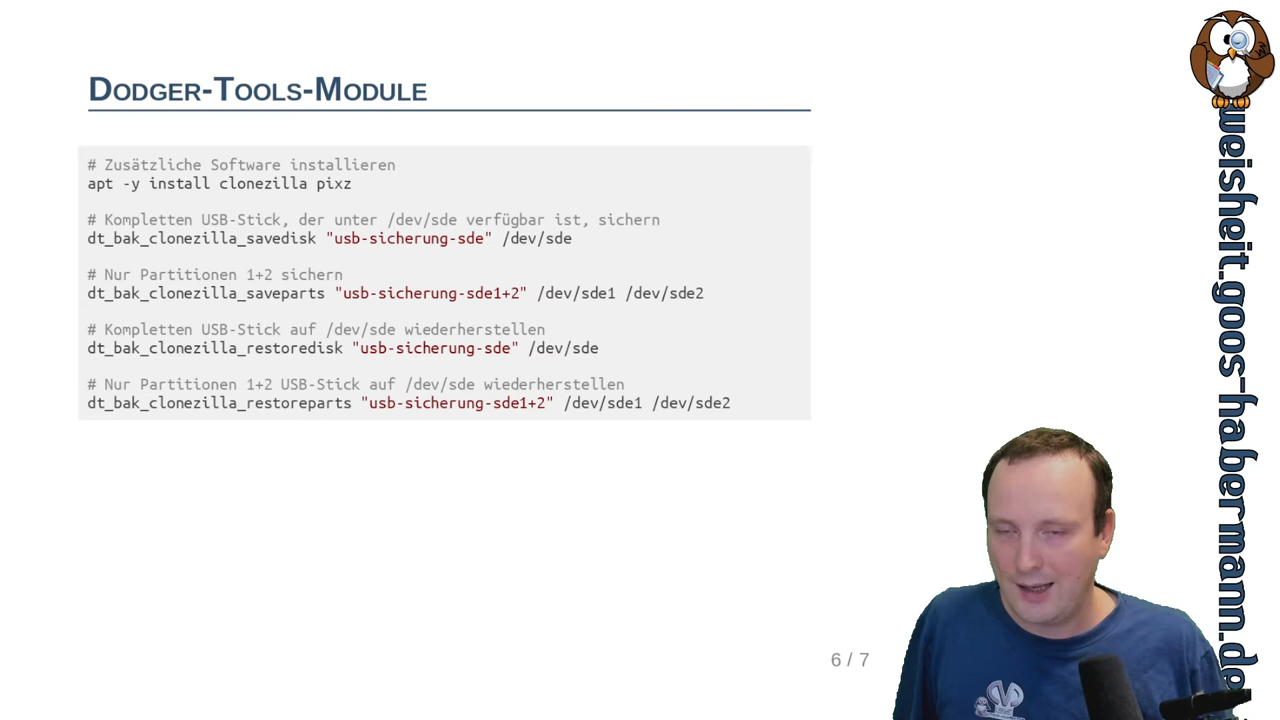 Dodger-Tools-Module
# Zusätzliche Software installieren
apt -y install clonezilla pixz
# Kompletten USB-Stick, der unter /dev/sde verfügbar ist, sichern
dt_bak_clonezilla_savedisk "usb-sicherung-sde" /dev/sde
# Nur Partitionen 1+2 sichern
dt_bak_clonezilla_saveparts "usb-sicherung-sde1+2" /dev/sde1 /dev/sde2
# Kompletten USB-Stick auf /dev/sde wiederherstellen
dt_bak_clonezilla_restoredisk "usb-sicherung-sde" /dev/sde
# Nur Partitionen 1+2 USB-Stick auf /dev/sde wiederherstellen
dt_bak_clonezilla_restoreparts "usb-sicherung-sde1+2" /dev/sde1 /dev/sde2
6 / 7
weisheit.goos-habermann.de